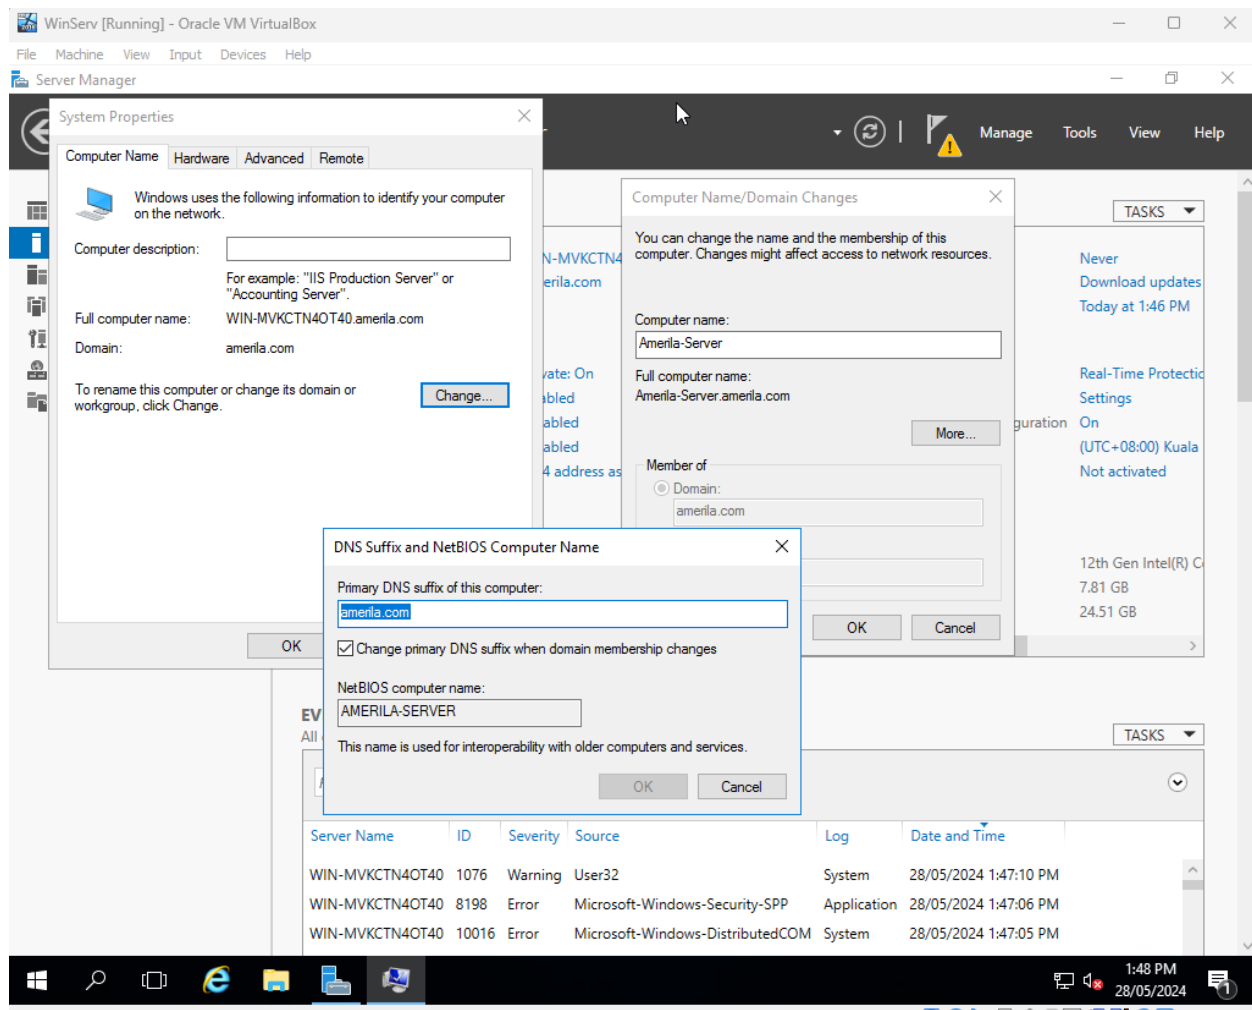 WinServ [Running] - Oracle VM VirtualBox
File Machine View Input Devices Help
Server Manager
Manage Tools View Help
System Properties
Computer Name Hardware Advanced Remote
Windows uses the following information to identify your computer
on the network.
Computer description:
For example: "IIS Production Server" or
"Accounting Server".
Full computer name: WIN-MVKCTN4OT40.amerila.com
Domain: amerila.com
To rename this computer or change its domain or
workgroup, click Change.
Change...
OK
Computer Name/Domain Changes
You can change the name and the membership of this
computer. Changes might affect access to network resources.
Computer name:
Amerila-Server
Full computer name:
Amerila-Server.amerila.com
More...
Member of
Domain:
amerila.com
OK Cancel
DNS Suffix and NetBIOS Computer Name
Primary DNS suffix of this computer:
amerila.com
Change primary DNS suffix when domain membership changes
NetBIOS computer name:
AMERILA-SERVER
This name is used for interoperability with older computers and services.
OK Cancel
TASKS
N-MVKCTN4
erila.com
vate: On
abled
abled
abled
4 address as
guration
Never
Download updates
Today at 1:46 PM
Real-Time Protectic
Settings
On
(UTC+08:00) Kuala
Not activated
12th Gen Intel(R) C
7.81 GB
24.51 GB
EV
All
TASKS
Server Name ID Severity Source Log Date and Time
WIN-MVKCTN4OT40 1076 Warning User32 System 28/05/2024 1:47:10 PM
WIN-MVKCTN4OT40 8198 Error Microsoft-Windows-Security-SPP Application 28/05/2024 1:47:06 PM
WIN-MVKCTN4OT40 10016 Error Microsoft-Windows-DistributedCOM System 28/05/2024 1:47:05 PM
1:48 PM
28/05/2024
1